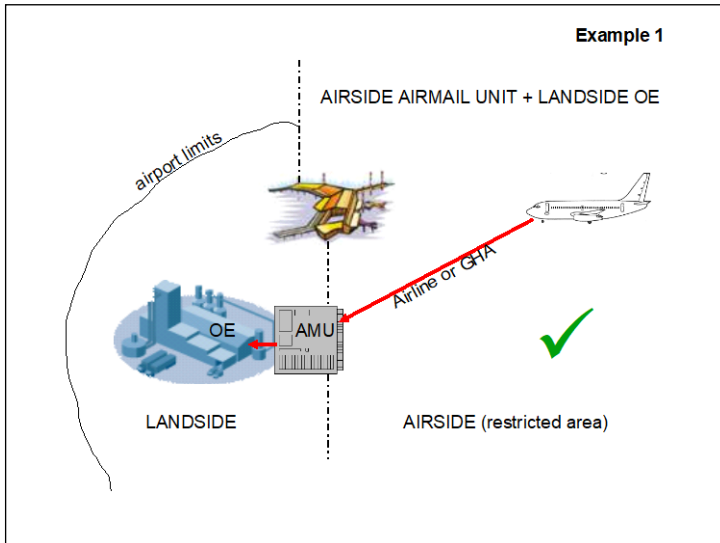 Example 1
AIRSIDE AIRMAIL UNIT + LANDSIDE OE
airport limits
Airline or GHA
OE
AMU
LANDSIDE
AIRSIDE (restricted area)